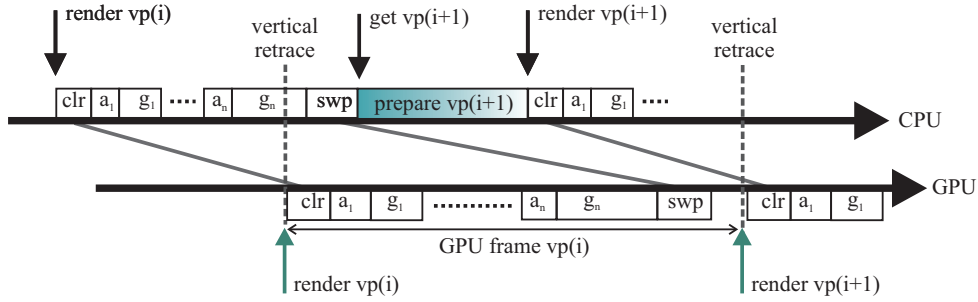 render vp(i)
get vp(i+1)
render vp(i+1)
vertical
retrace
vertical
retrace
clr a₁ g₁ aₙ gₙ swp prepare vp(i+1) clr a₁ g₁
CPU
GPU
clr a₁ g₁ aₙ gₙ swp clr a₁ g₁
GPU frame vp(i)
render vp(i)
render vp(i+1)